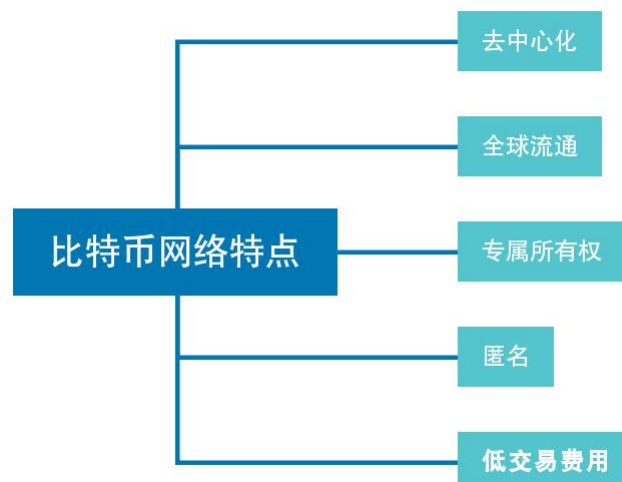 去中心化
全球流通
比特币网络特点
专属所有权
匿名
低交易费用